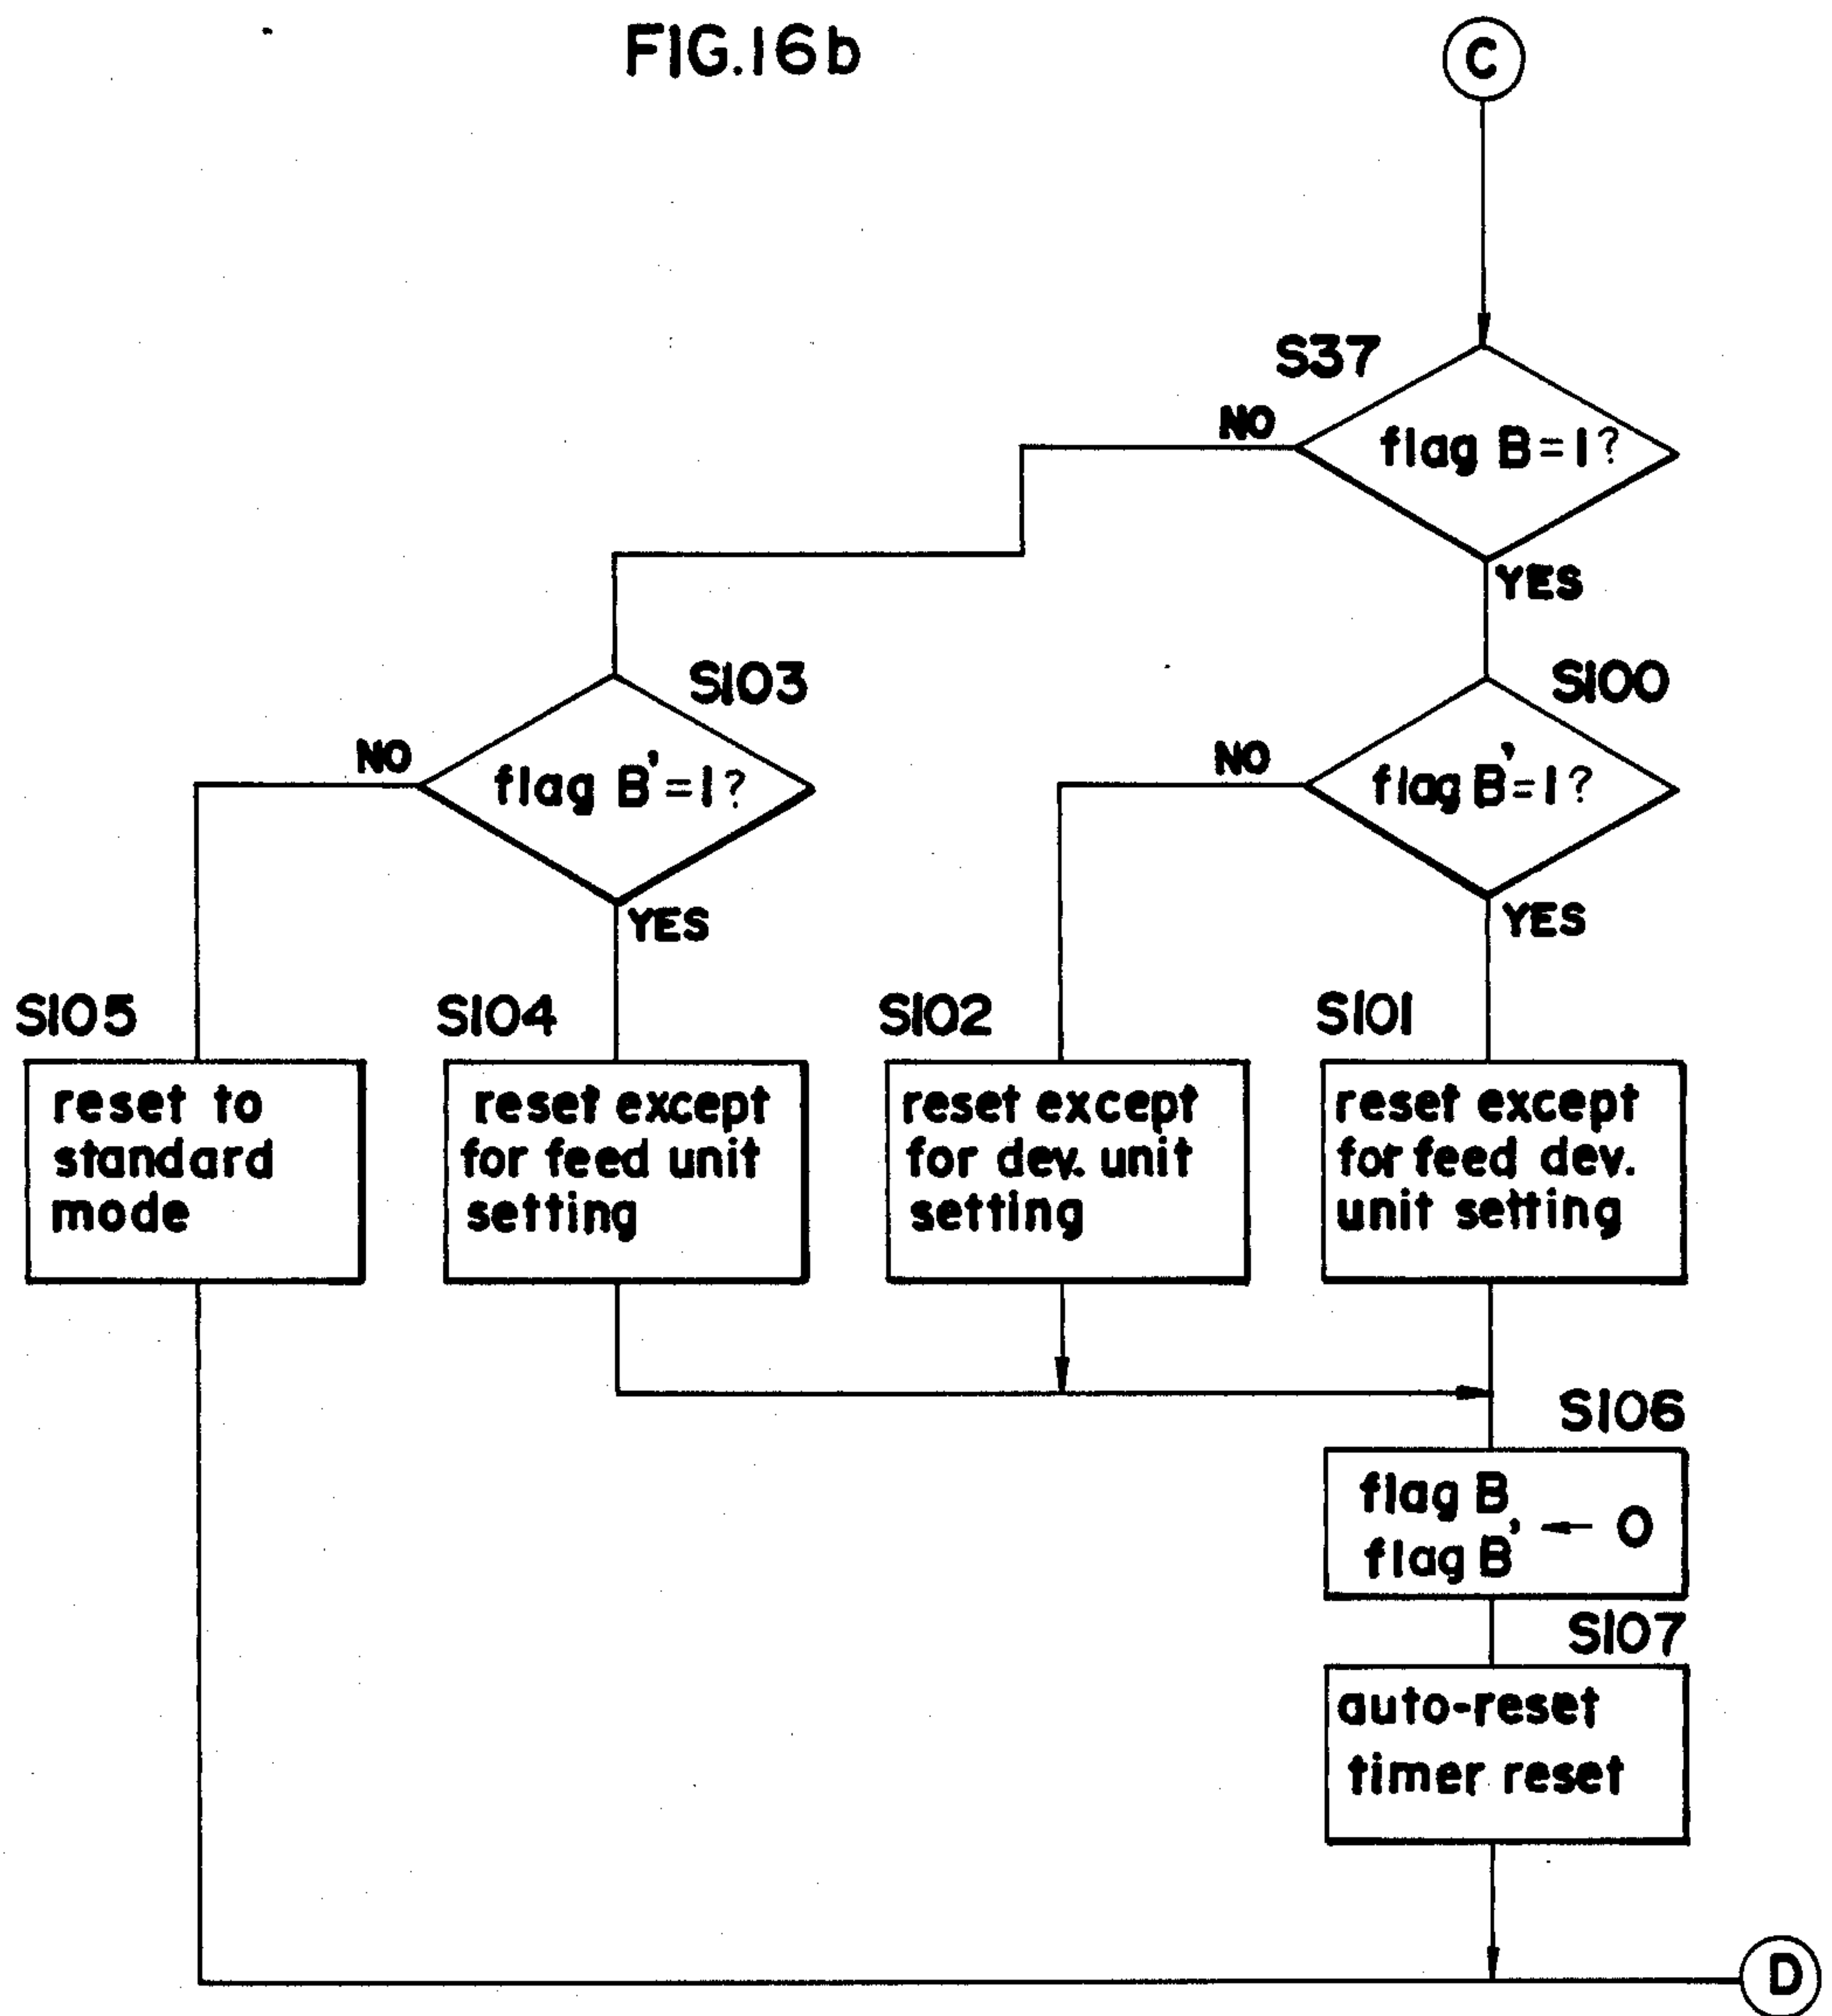 FIG.16b
C
S37
NO
flag B=1?
YES
S103
S100
NO
flag B'=1?
YES
NO
flag B'=1?
YES
S105
S104
S102
S101
reset to
standard
mode
reset except
for feed unit
setting
reset except
for dev. unit
setting
reset except
for feed dev.
unit setting
S106
flag B
flag B' ← 0
S107
auto-reset
timer reset
D